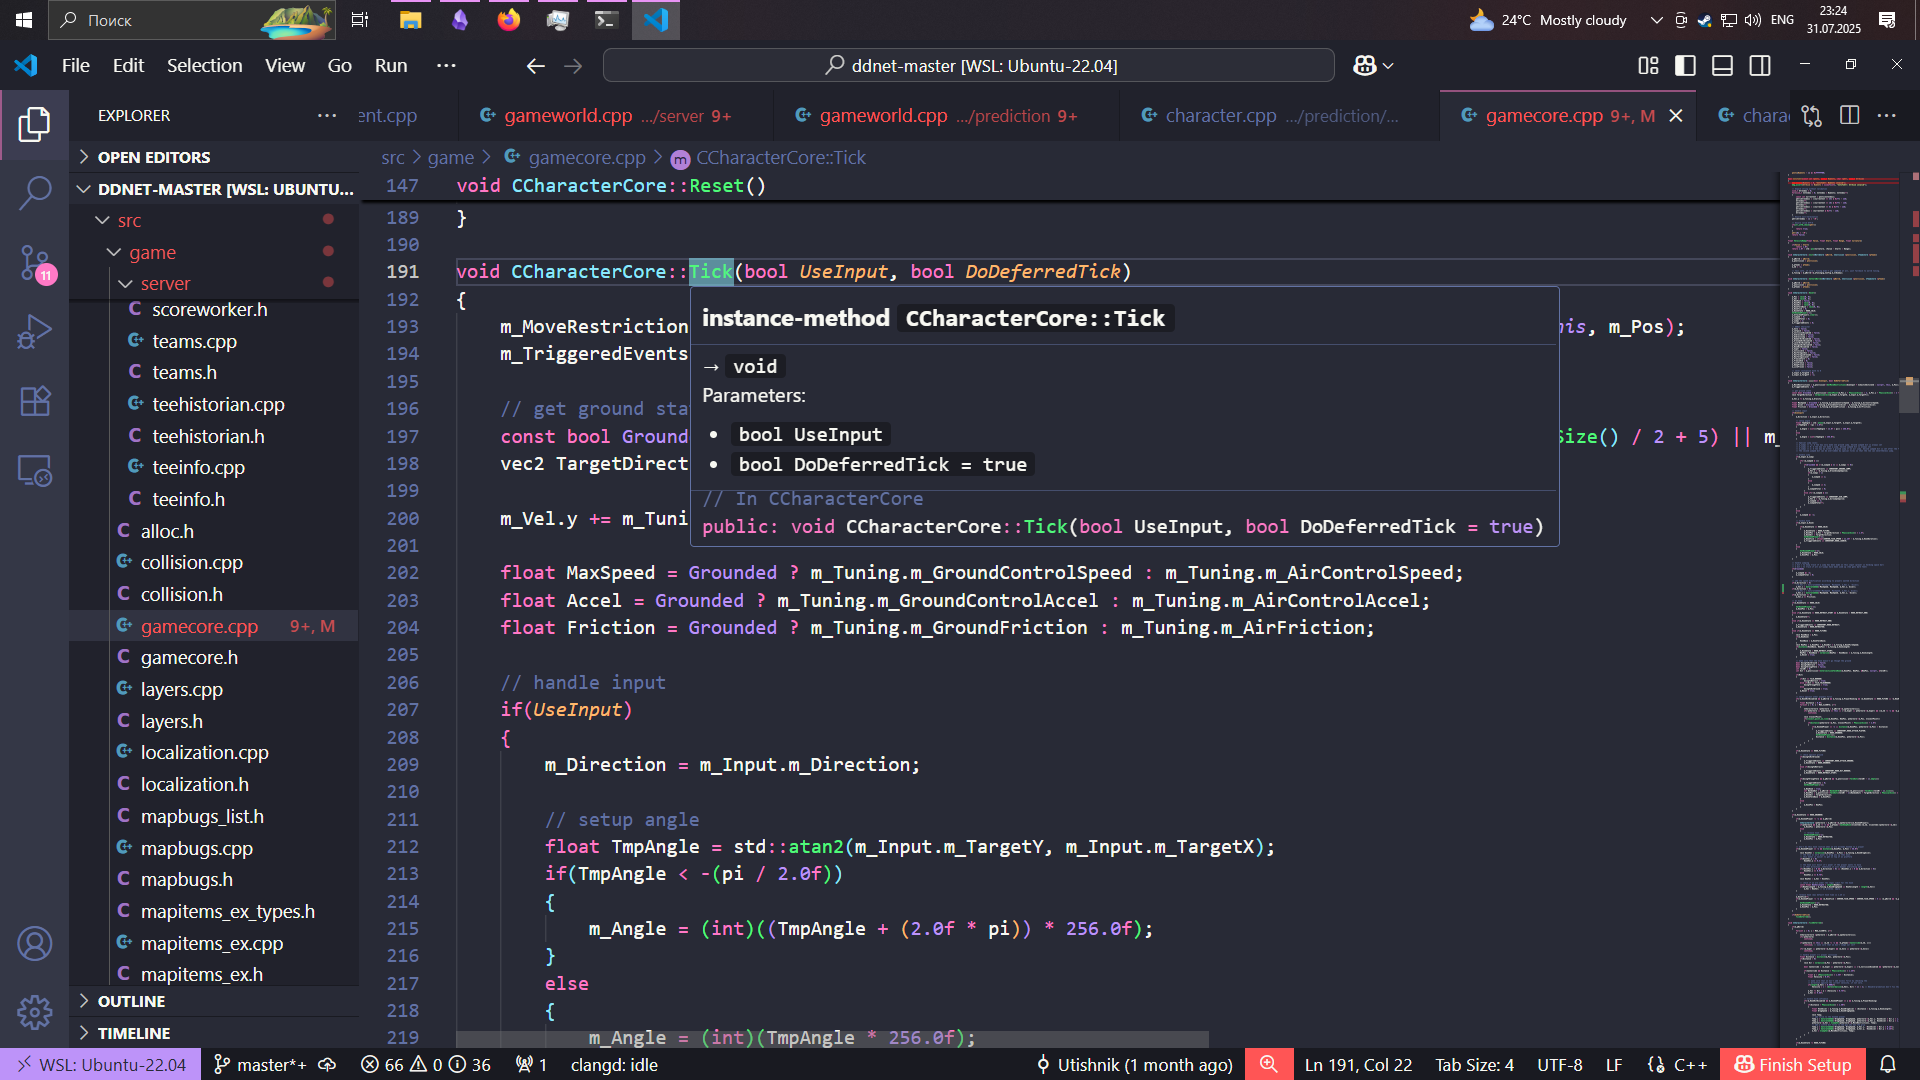 Поиск
24°C Mostly cloudy
ENG
23:24
31.07.2025
File Edit Selection View Go Run ···
ddnet-master [WSL: Ubuntu-22.04]
EXPLORER
ent.cpp
gameworld.cpp .../server 9+
gameworld.cpp .../prediction 9+
character.cpp .../prediction/...
gamecore.cpp 9+, M
chara
OPEN EDITORS
DDNET-MASTER [WSL: UBUNTU...
src
game
server
scoreworker.h
teams.cpp
teams.h
teehistorian.cpp
teehistorian.h
teeinfo.cpp
teeinfo.h
alloc.h
collision.cpp
collision.h
gamecore.cpp 9+, M
gamecore.h
layers.cpp
layers.h
localization.cpp
localization.h
mapbugs_list.h
mapbugs.cpp
mapbugs.h
mapitems_ex_types.h
mapitems_ex.cpp
mapitems_ex.h
OUTLINE
TIMELINE
11
src > game > gamecore.cpp > CCharacterCore::Tick
147 void CCharacterCore::Reset()
189 }
190
191 void CCharacterCore::Tick(bool UseInput, bool DoDeferredTick)
192 {
193 m_MoveRestriction his, m_Pos);
194 m_TriggeredEvents
195
196 // get ground sta
197 const bool Ground Size() / 2 + 5) || m_
198 vec2 TargetDirect
199
200 m_Vel.y += m_Tuni
201
202 float MaxSpeed = Grounded ? m_Tuning.m_GroundControlSpeed : m_Tuning.m_AirControlSpeed;
203 float Accel = Grounded ? m_Tuning.m_GroundControlAccel : m_Tuning.m_AirControlAccel;
204 float Friction = Grounded ? m_Tuning.m_GroundFriction : m_Tuning.m_AirFriction;
205
206 // handle input
207 if(UseInput)
208 {
209 m_Direction = m_Input.m_Direction;
210
211 // setup angle
212 float TmpAngle = std::atan2(m_Input.m_TargetY, m_Input.m_TargetX);
213 if(TmpAngle < -(pi / 2.0f))
214 {
215 m_Angle = (int)((TmpAngle + (2.0f * pi)) * 256.0f);
216 }
217 else
218 {
219 m_Angle = (int)(TmpAngle * 256.0f);
instance-method CCharacterCore::Tick
→ void
Parameters:
• bool UseInput
• bool DoDeferredTick = true
// In CCharacterCore
public: void CCharacterCore::Tick(bool UseInput, bool DoDeferredTick = true)
WSL: Ubuntu-22.04 master*+ 66 0 36 1 clangd: idle Utishnik (1 month ago) Ln 191, Col 22 Tab Size: 4 UTF-8 LF {} C++ Finish Setup